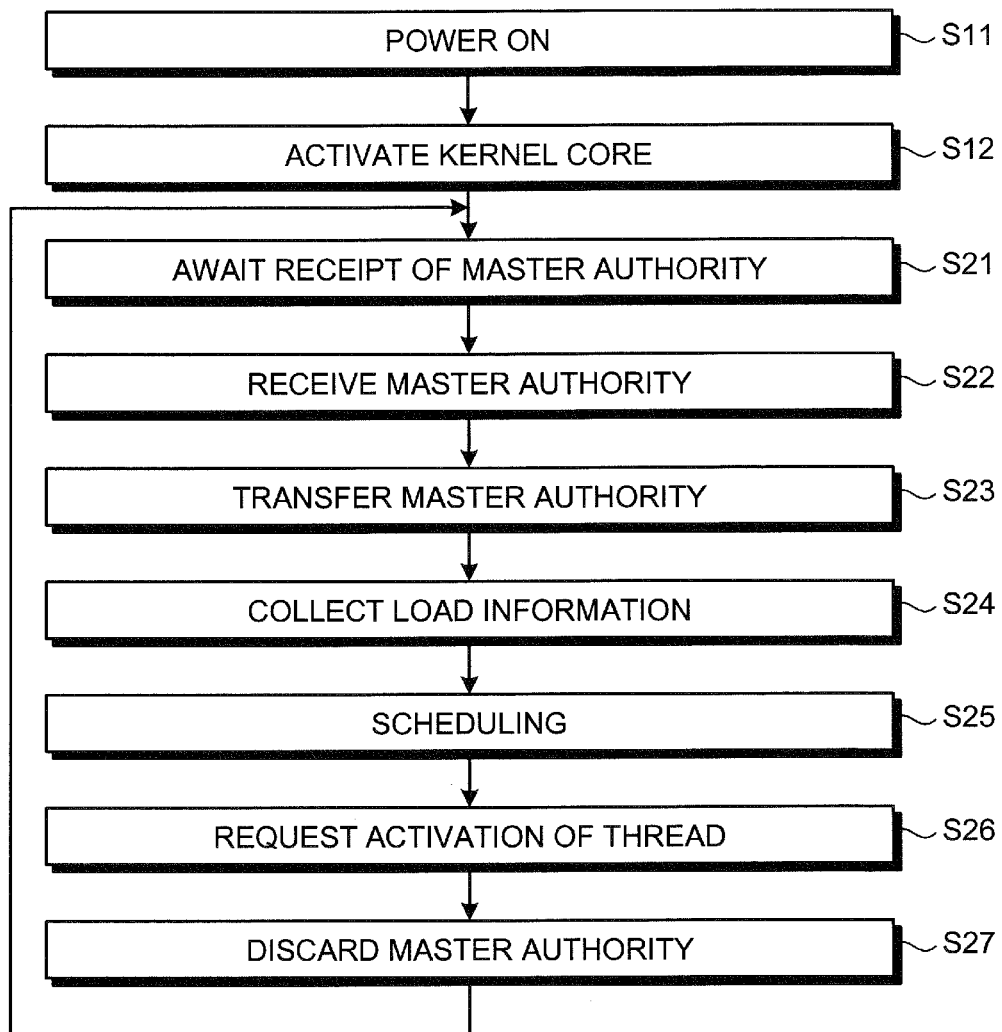 POWER ON S11
ACTIVATE KERNEL CORE S12
AWAIT RECEIPT OF MASTER AUTHORITY S21
RECEIVE MASTER AUTHORITY S22
TRANSFER MASTER AUTHORITY S23
COLLECT LOAD INFORMATION S24
SCHEDULING S25
REQUEST ACTIVATION OF THREAD S26
DISCARD MASTER AUTHORITY S27